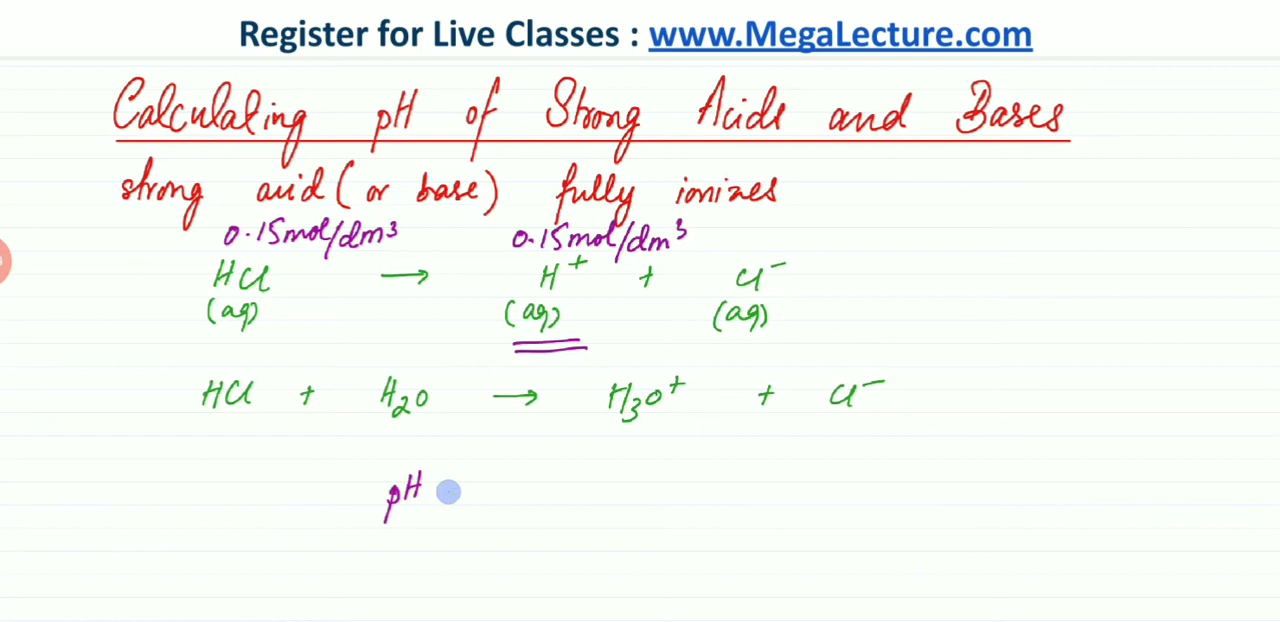 Register for Live Classes : www.MegaLecture.com
Calculating pH of Strong Acids and Bases
strong acid (or base) fully ionizes
0.15mol/dm³ 0.15mol/dm³
HCl → H⁺ + Cl⁻
(aq) (aq) (aq)
HCl + H₂O → H₃O⁺ + Cl⁻
pH